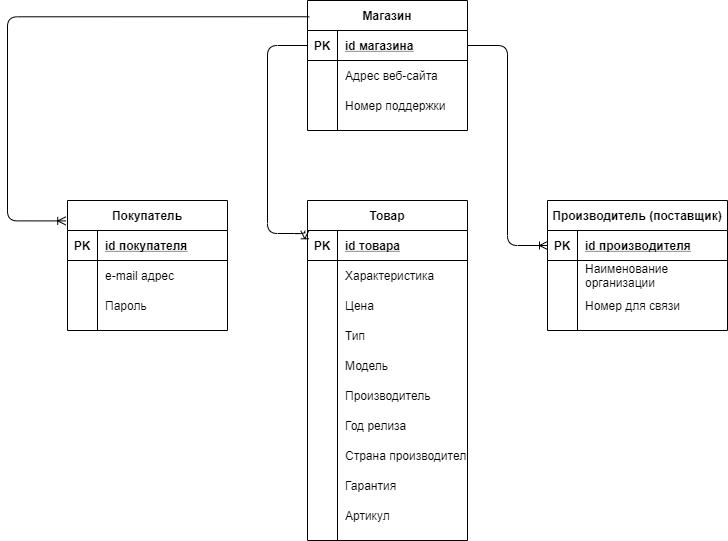 Магазин
PK id магазина
Адрес веб-сайта
Номер поддержки
Покупатель
PK id покупателя
e-mail адрес
Пароль
Товар
PK id товара
Характеристика
Цена
Тип
Модель
Производитель
Год релиза
Страна производител
Гарантия
Артикул
Производитель (поставщик)
PK id производителя
Наименование
организации
Номер для связи